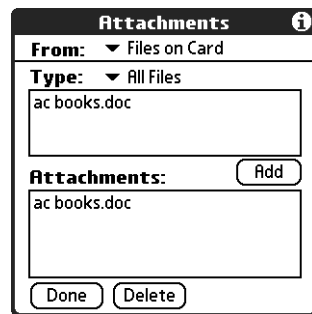 Attachments
From: Files on Card
Type: All Files
ac books.doc
Attachments:
Add
ac books.doc
Done Delete